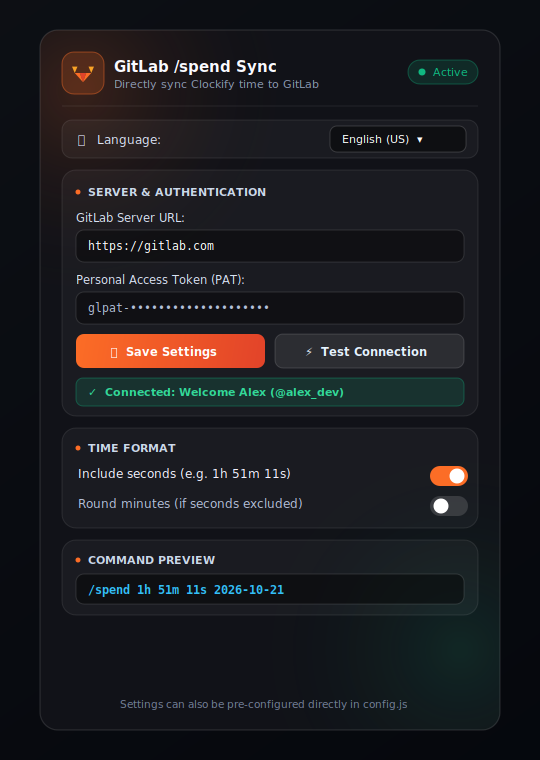 GitLab /spend Sync
Directly sync Clockify time to GitLab
Active
Language:
English (US) ▾
SERVER & AUTHENTICATION
GitLab Server URL:
https://gitlab.com
Personal Access Token (PAT):
glpat-••••••••••••••••••••
Save Settings
⚡ Test Connection
✓ Connected: Welcome Alex (@alex_dev)
TIME FORMAT
Include seconds (e.g. 1h 51m 11s)
Round minutes (if seconds excluded)
COMMAND PREVIEW
/spend 1h 51m 11s 2026-10-21
Settings can also be pre-configured directly in config.js